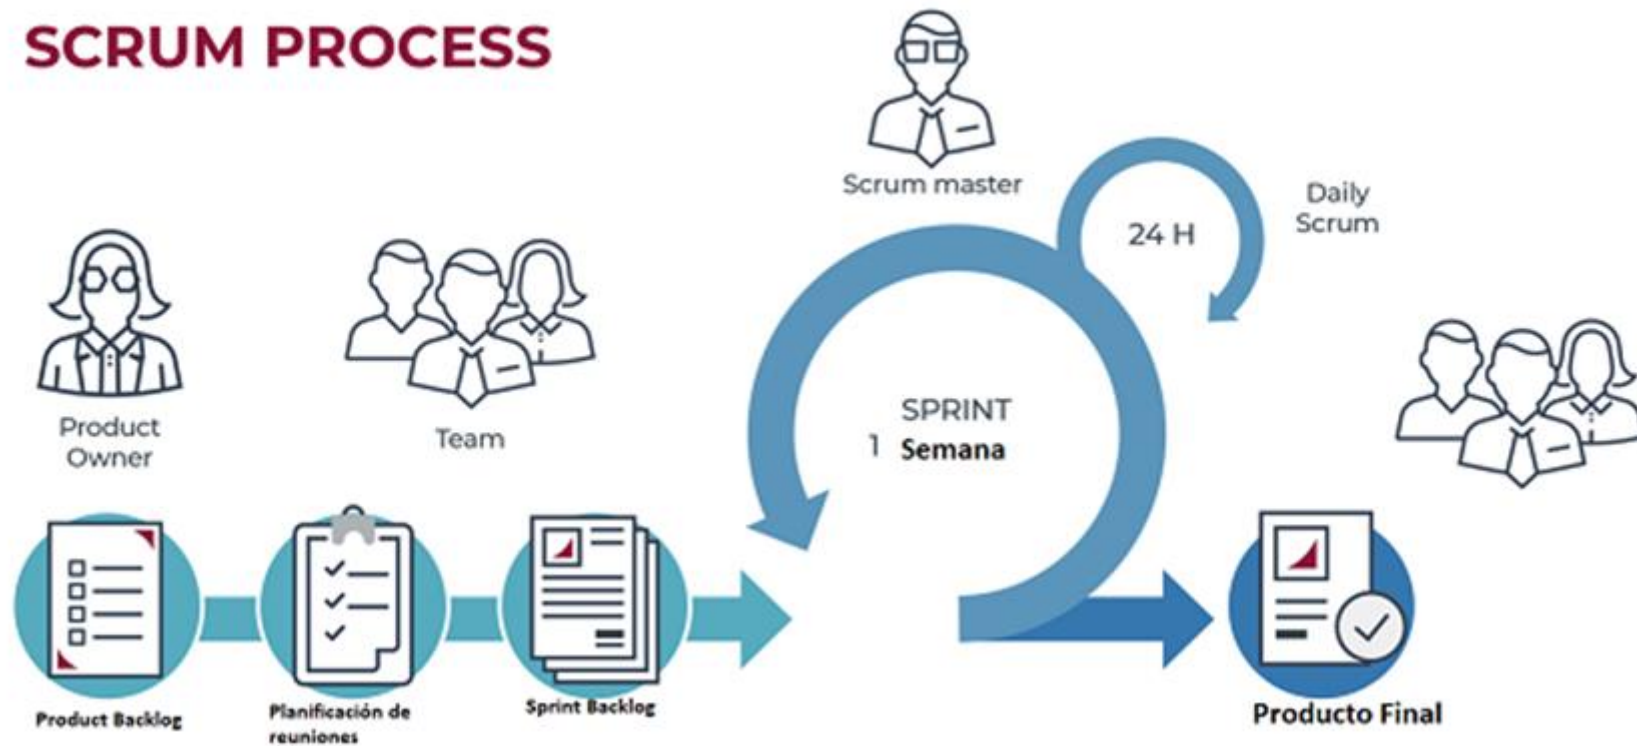 SCRUM PROCESS
Scrum master
24 H
Daily
Scrum
Product
Owner
Team
SPRINT
1 Semana
Product Backlog
Planificación de
reuniones
Sprint Backlog
Producto Final